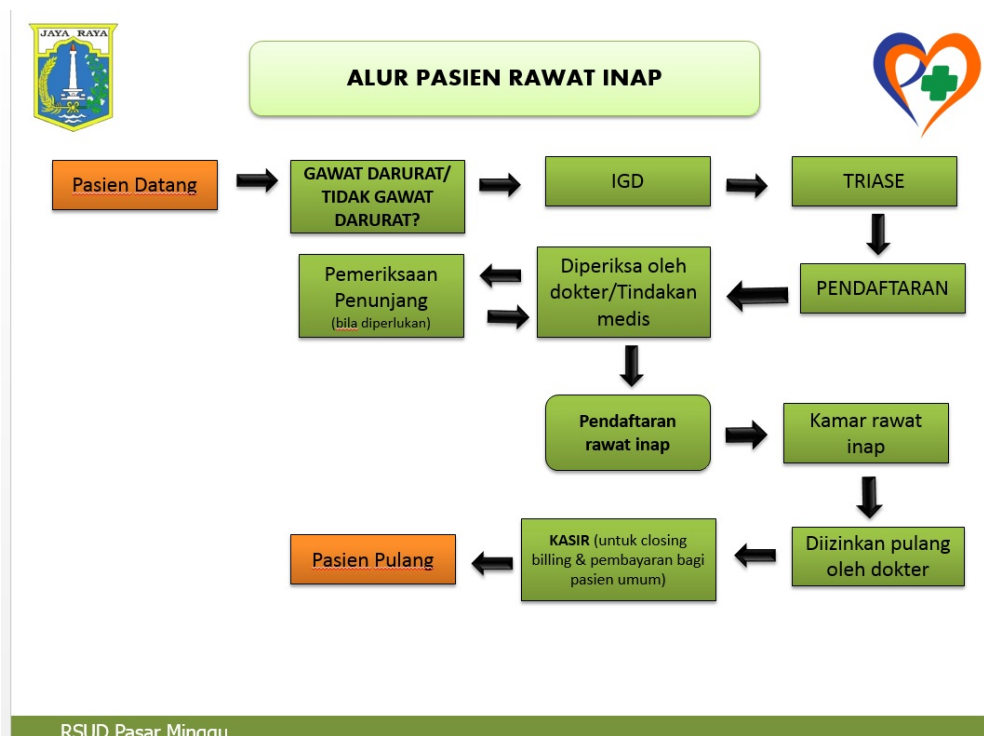 JAYA RAYA
ALUR PASIEN RAWAT INAP
Pasien Datang
GAWAT DARURAT/
TIDAK GAWAT
DARURAT?
IGD
TRIASE
Pemeriksaan
Penunjang
(bila diperlukan)
Diperiksa oleh
dokter/Tindakan
medis
PENDAFTARAN
Pendaftaran
rawat inap
Kamar rawat
inap
Pasien Pulang
KASIR (untuk closing
billing & pembayaran bagi
pasien umum)
Diizinkan pulang
oleh dokter
RSUD Pasar Minggu